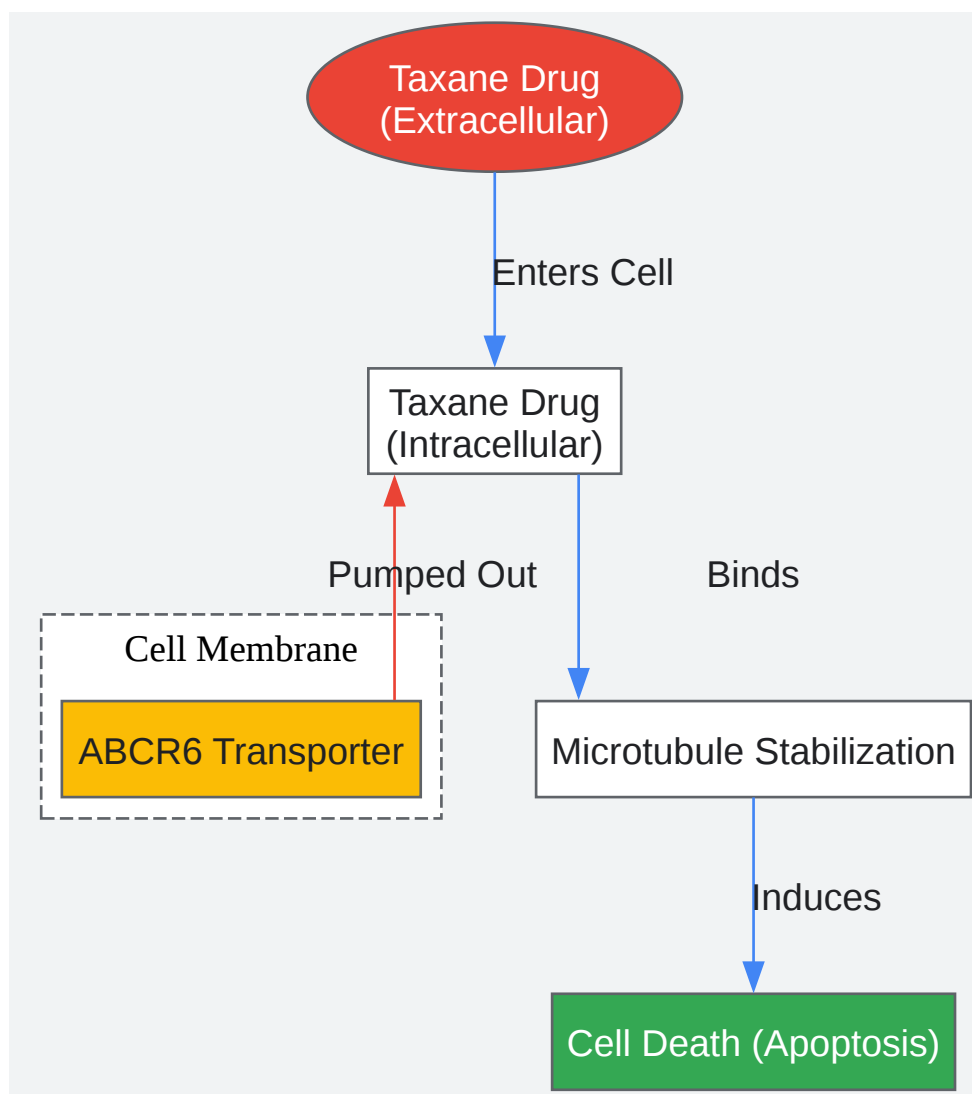 Taxane Drug
(Extracellular)
Enters Cell
Taxane Drug
(Intracellular)
Pumped Out
Binds
Cell Membrane
ABCR6 Transporter
Microtubule Stabilization
Induces
Cell Death (Apoptosis)